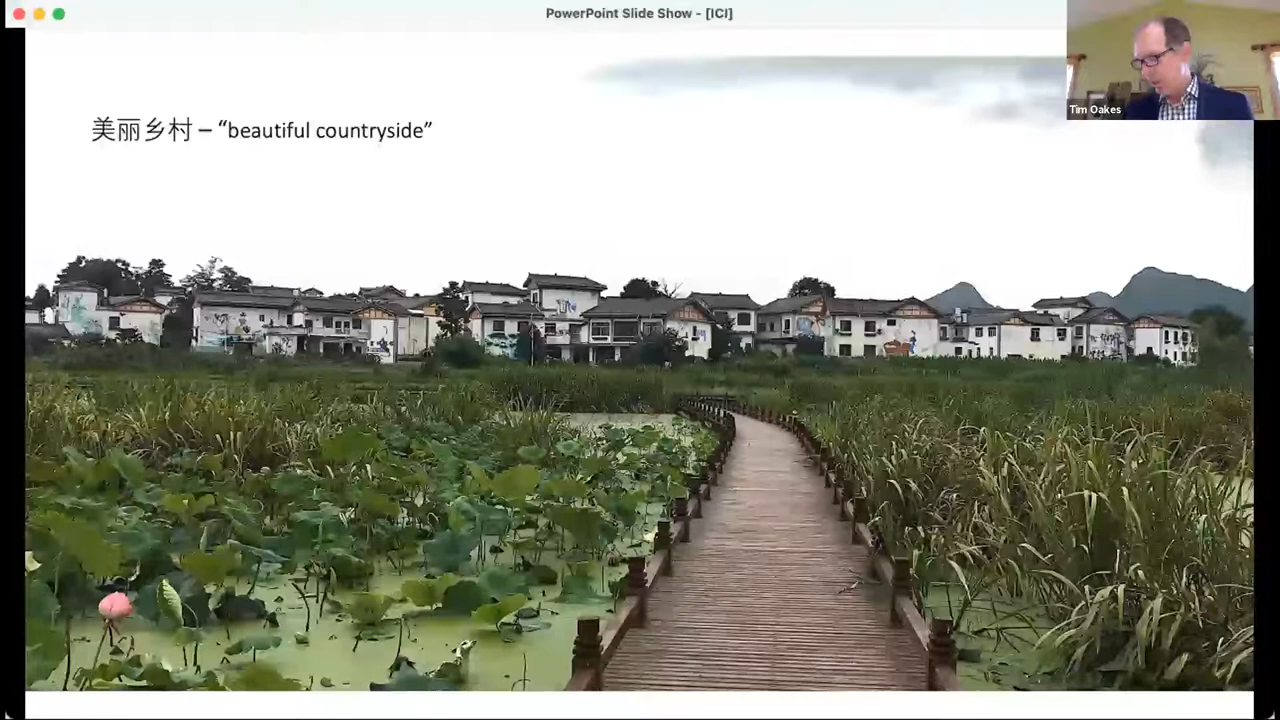 PowerPoint Slide Show - [ICI]
Tim Oakes
美丽乡村 – “beautiful countryside”